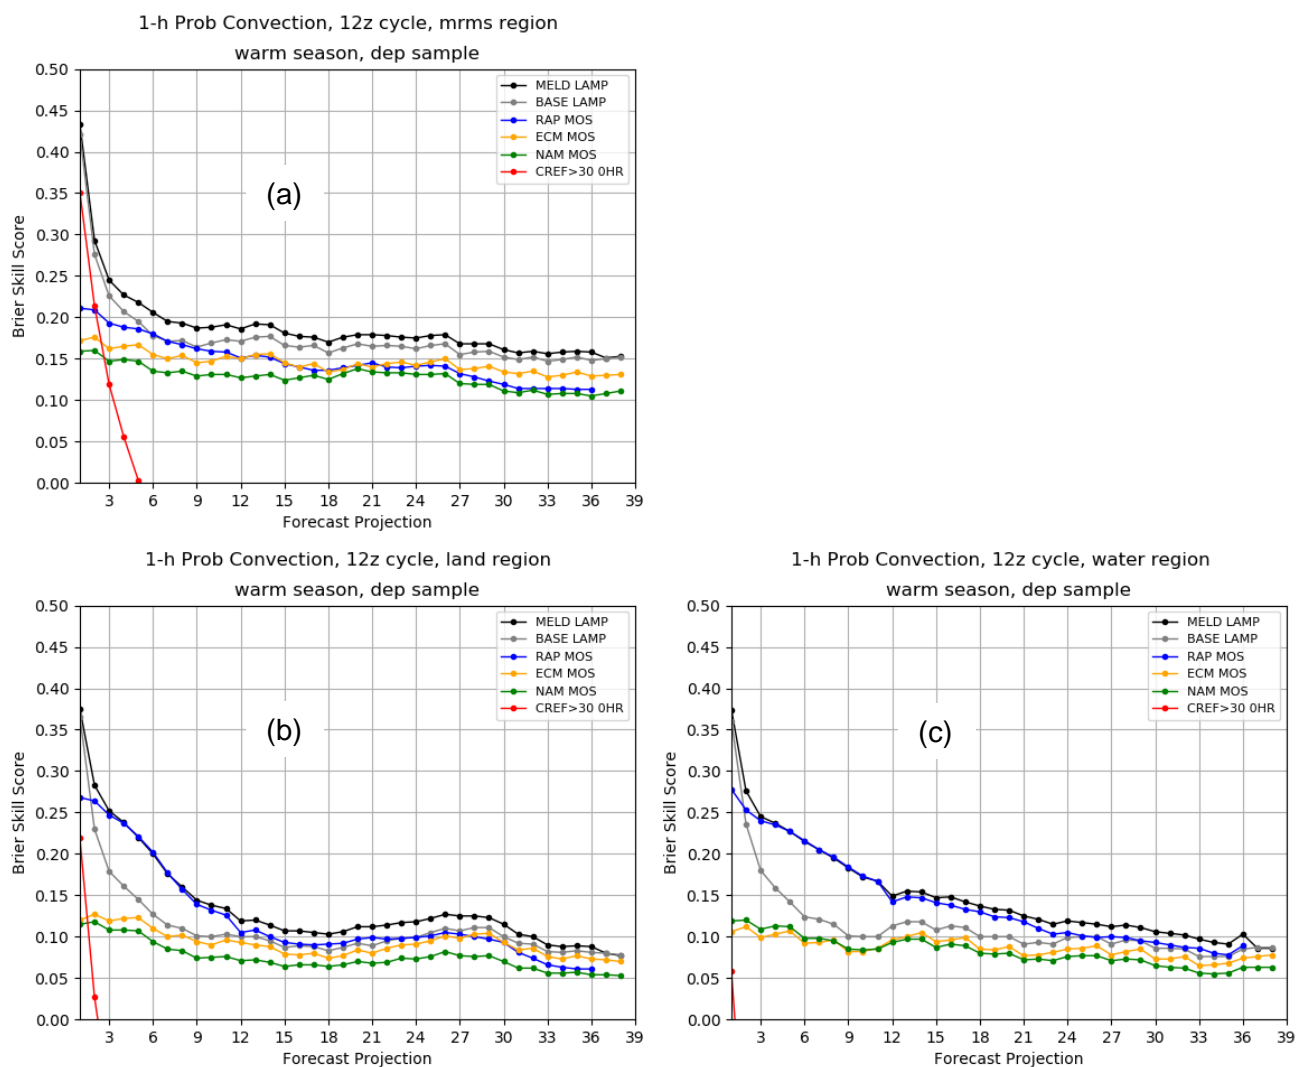 1-h Prob Convection, 12z cycle, mrms region
warm season, dep sample
0.50
0.45
0.40
0.35
0.30
0.25
0.20
0.15
0.10
0.05
0.00
Brier Skill Score
MELD LAMP
BASE LAMP
RAP MOS
ECM MOS
NAM MOS
CREF>30 0HR
(a)
3 6 9 12 15 18 21 24 27 30 33 36 39
Forecast Projection
1-h Prob Convection, 12z cycle, land region
warm season, dep sample
0.50
0.45
0.40
0.35
0.30
0.25
0.20
0.15
0.10
0.05
0.00
Brier Skill Score
MELD LAMP
BASE LAMP
RAP MOS
ECM MOS
NAM MOS
CREF>30 0HR
(b)
3 6 9 12 15 18 21 24 27 30 33 36 39
Forecast Projection
1-h Prob Convection, 12z cycle, water region
warm season, dep sample
0.50
0.45
0.40
0.35
0.30
0.25
0.20
0.15
0.10
0.05
0.00
Brier Skill Score
MELD LAMP
BASE LAMP
RAP MOS
ECM MOS
NAM MOS
CREF>30 0HR
(c)
3 6 9 12 15 18 21 24 27 30 33 36 39
Forecast Projection